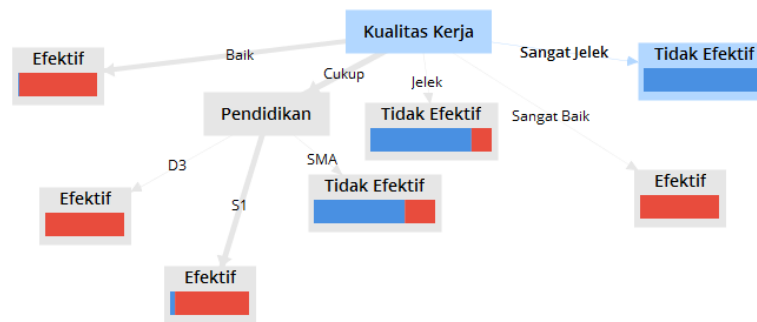 Kualitas Kerja
Efektif
Baik
Sangat Jelek
Tidak Efektif
Cukup
Jelek
Pendidikan
Tidak Efektif
Sangat Baik
D3
SMA
Efektif
Tidak Efektif
Efektif
S1
Efektif